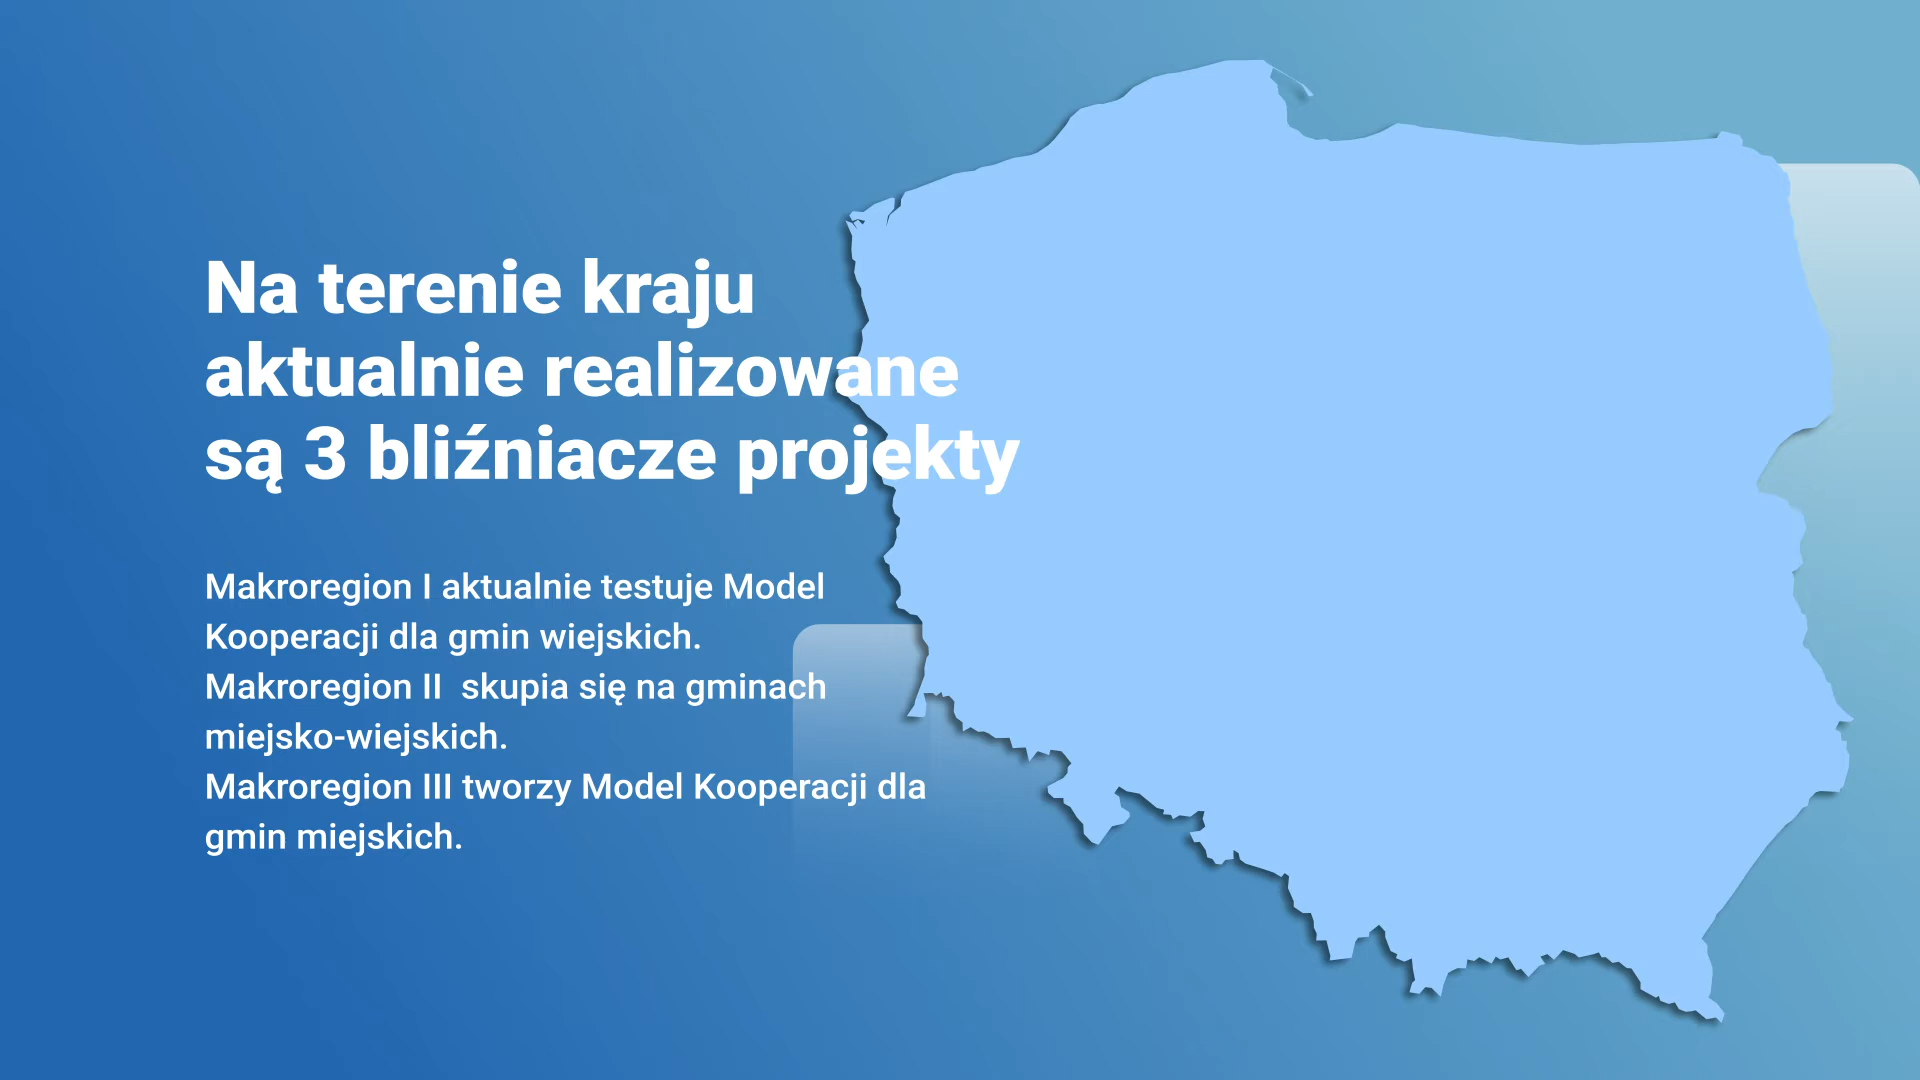 Na terenie kraju
aktualnie realizowane
są 3 bliźniacze projekty
Makroregion I aktualnie testuje Model
Kooperacji dla gmin wiejskich.
Makroregion II  skupia się na gminach
miejsko-wiejskich.
Makroregion III tworzy Model Kooperacji dla
gmin miejskich.